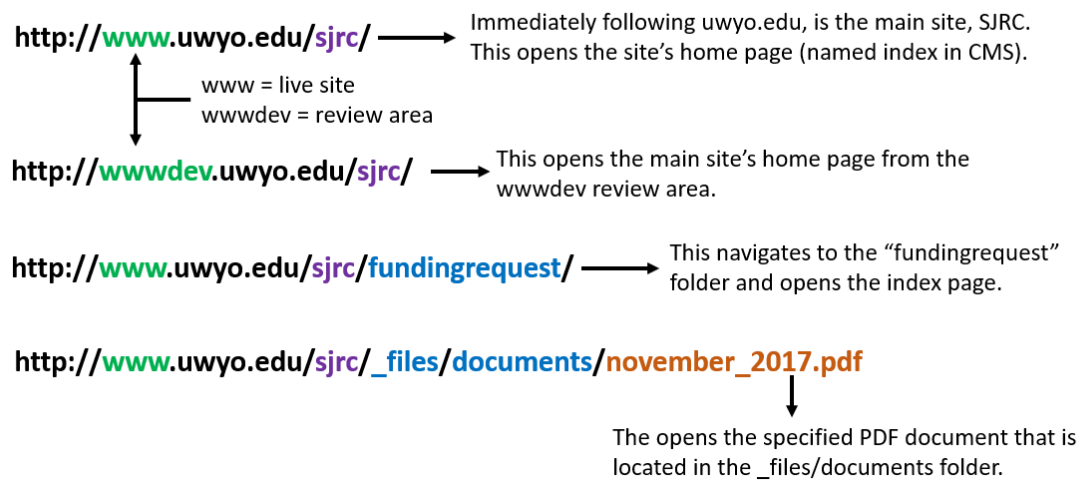 http://www.uwyo.edu/sjrc/
Immediately following uwyo.edu, is the main site, SJRC.
This opens the site’s home page (named index in CMS).
www = live site
wwwdev = review area
http://wwwdev.uwyo.edu/sjrc/
This opens the main site’s home page from the
wwwdev review area.
http://www.uwyo.edu/sjrc/fundingrequest/
This navigates to the “fundingrequest”
folder and opens the index page.
http://www.uwyo.edu/sjrc/_files/documents/november_2017.pdf
The opens the specified PDF document that is
located in the _files/documents folder.